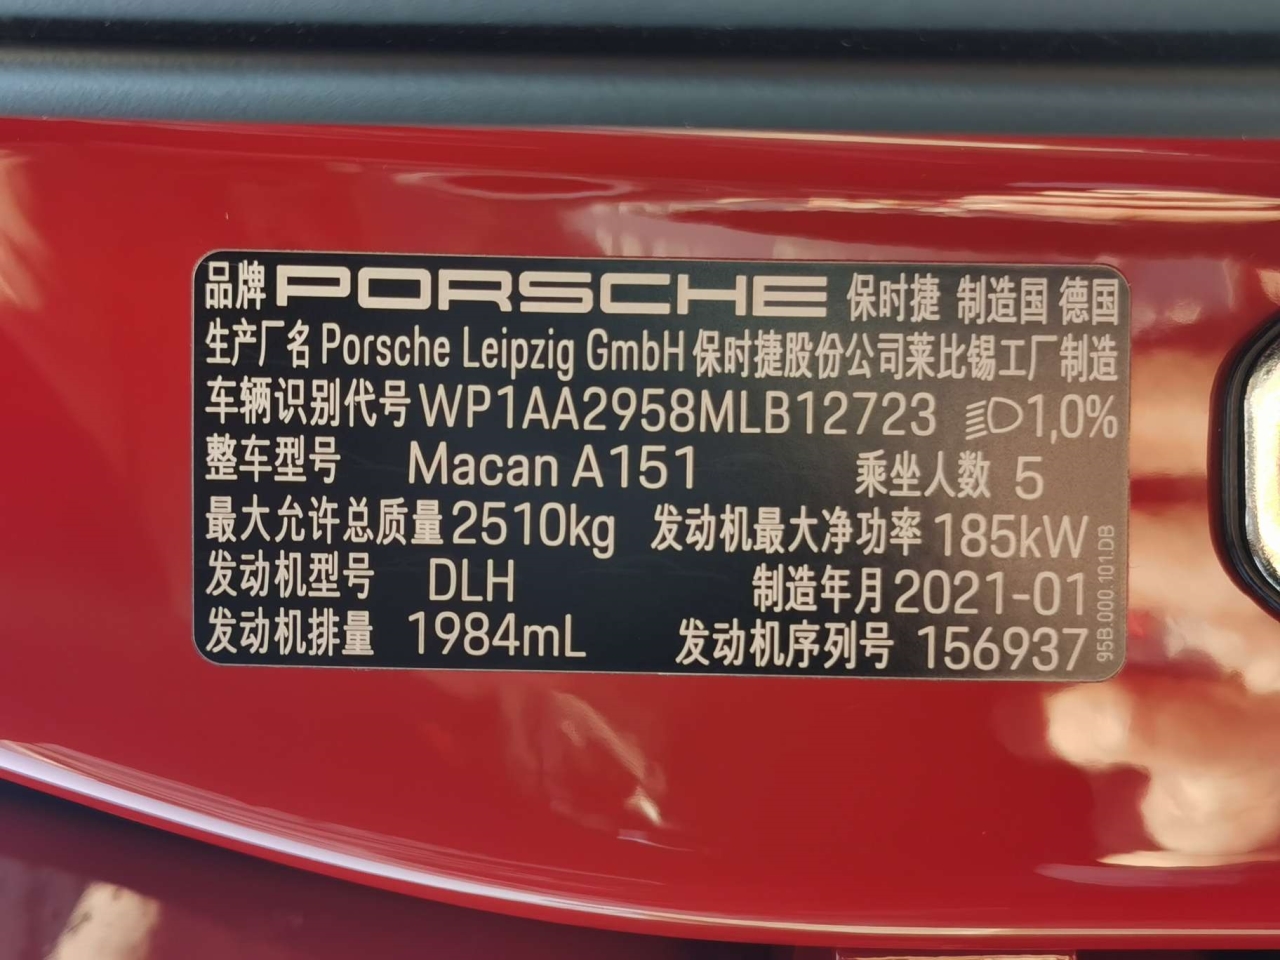 品牌 PORSCHE 保时捷 制造国 德国
生产厂名 Porsche Leipzig GmbH 保时捷股份公司莱比锡工厂制造
车辆识别代号 WP1AA2958MLB12723 1,0%
整车型号 Macan A151 乘坐人数 5
最大允许总质量 2510kg 发动机最大净功率 185kW
发动机型号 DLH 制造年月 2021-01
发动机排量 1984mL 发动机序列号 156937
95B.000.101.DB